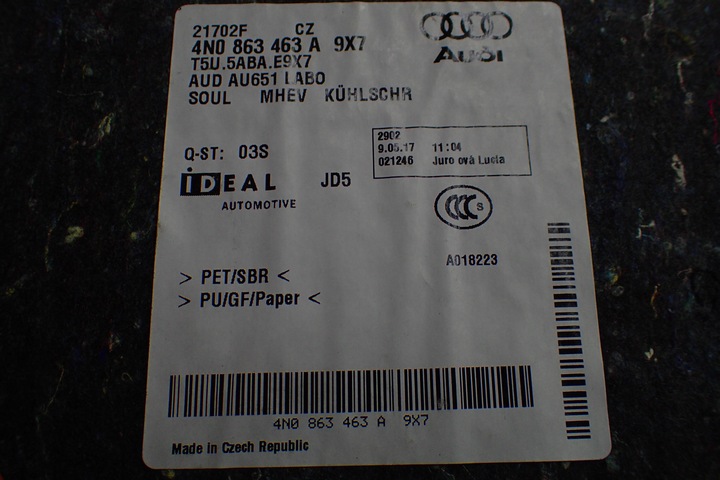 21702F CZ
4N0 863 463 A 9X7
T5U.5ABA.E9X7
AUD AU651 LABO
SOUL MHEV KÜHLSCHR
Audi
Q-ST: 03S
2902
9.05.17 11:04
021246 Lucia
iDEAL JD5
AUTOMOTIVE
CCC S
A018223
> PET/SBR <
> PU/GF/Paper <
4N0 863 463 A 9X7
Made in Czech Republic